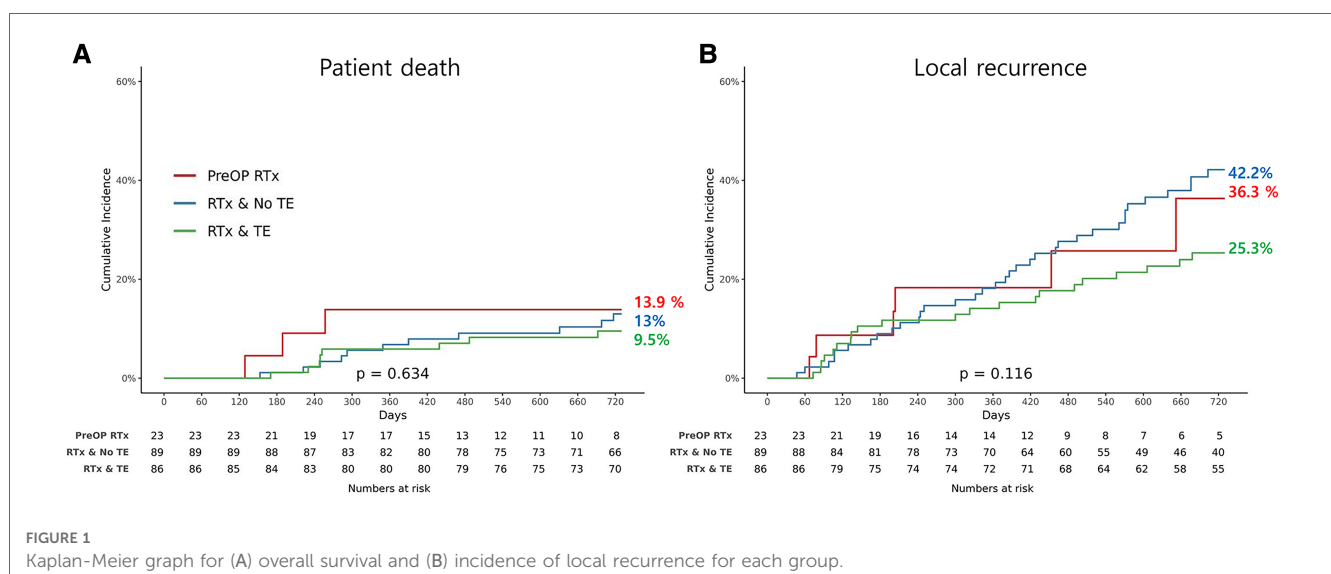 A
Patient death
60%
40%
20%
0%
Cumulative Incidence
PreOP RTx
RTx & No TE
RTx & TE
13.9 %
13%
9.5%
p = 0.634
0 60 120 180 240 300 360 420 480 540 600 660 720
Days
PreOP RTx 23 23 23 21 19 17 17 15 13 12 11 10 8
RTx & No TE 89 89 89 88 87 83 82 80 78 75 73 71 66
RTx & TE 86 86 85 84 83 80 80 80 79 76 75 73 70
Numbers at risk
B
Local recurrence
60%
40%
20%
0%
Cumulative Incidence
42.2%
36.3 %
25.3%
p = 0.116
0 60 120 180 240 300 360 420 480 540 600 660 720
Days
PreOP RTx 23 23 21 19 16 14 14 12 9 8 7 6 5
RTx & No TE 89 88 84 81 78 73 70 64 60 55 49 46 40
RTx & TE 86 86 79 75 74 74 72 71 68 64 62 58 55
Numbers at risk
FIGURE 1
Kaplan-Meier graph for (A) overall survival and (B) incidence of local recurrence for each group.